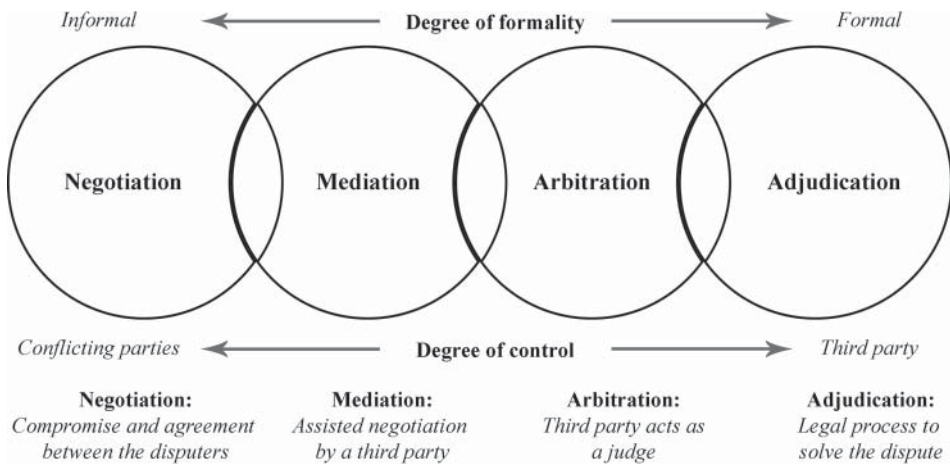 Informal Degree of formality Formal
Negotiation Mediation Arbitration Adjudication
Conflicting parties Degree of control Third party
Negotiation:
Compromise and agreement
between the disputers
Mediation:
Assisted negotiation
by a third party
Arbitration:
Third party acts as
a judge
Adjudication:
Legal process to
solve the dispute